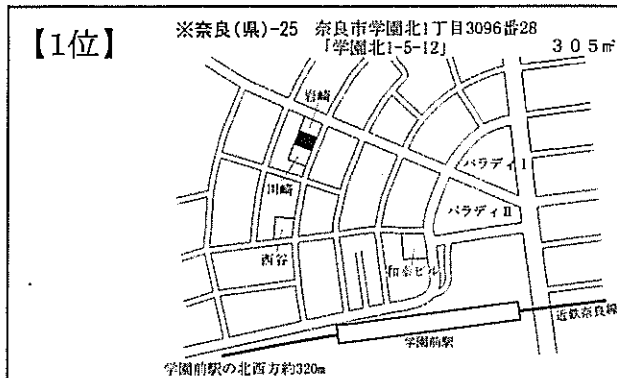 【1位】
※奈良(県)-25 奈良市学園北1丁目3096番28
「学園北1-5-12」 305㎡
岩崎
パラディⅠ
田崎
パラディⅡ
西谷
和幸ビル
近鉄奈良線
学園前駅
学園前駅の北西方約320m